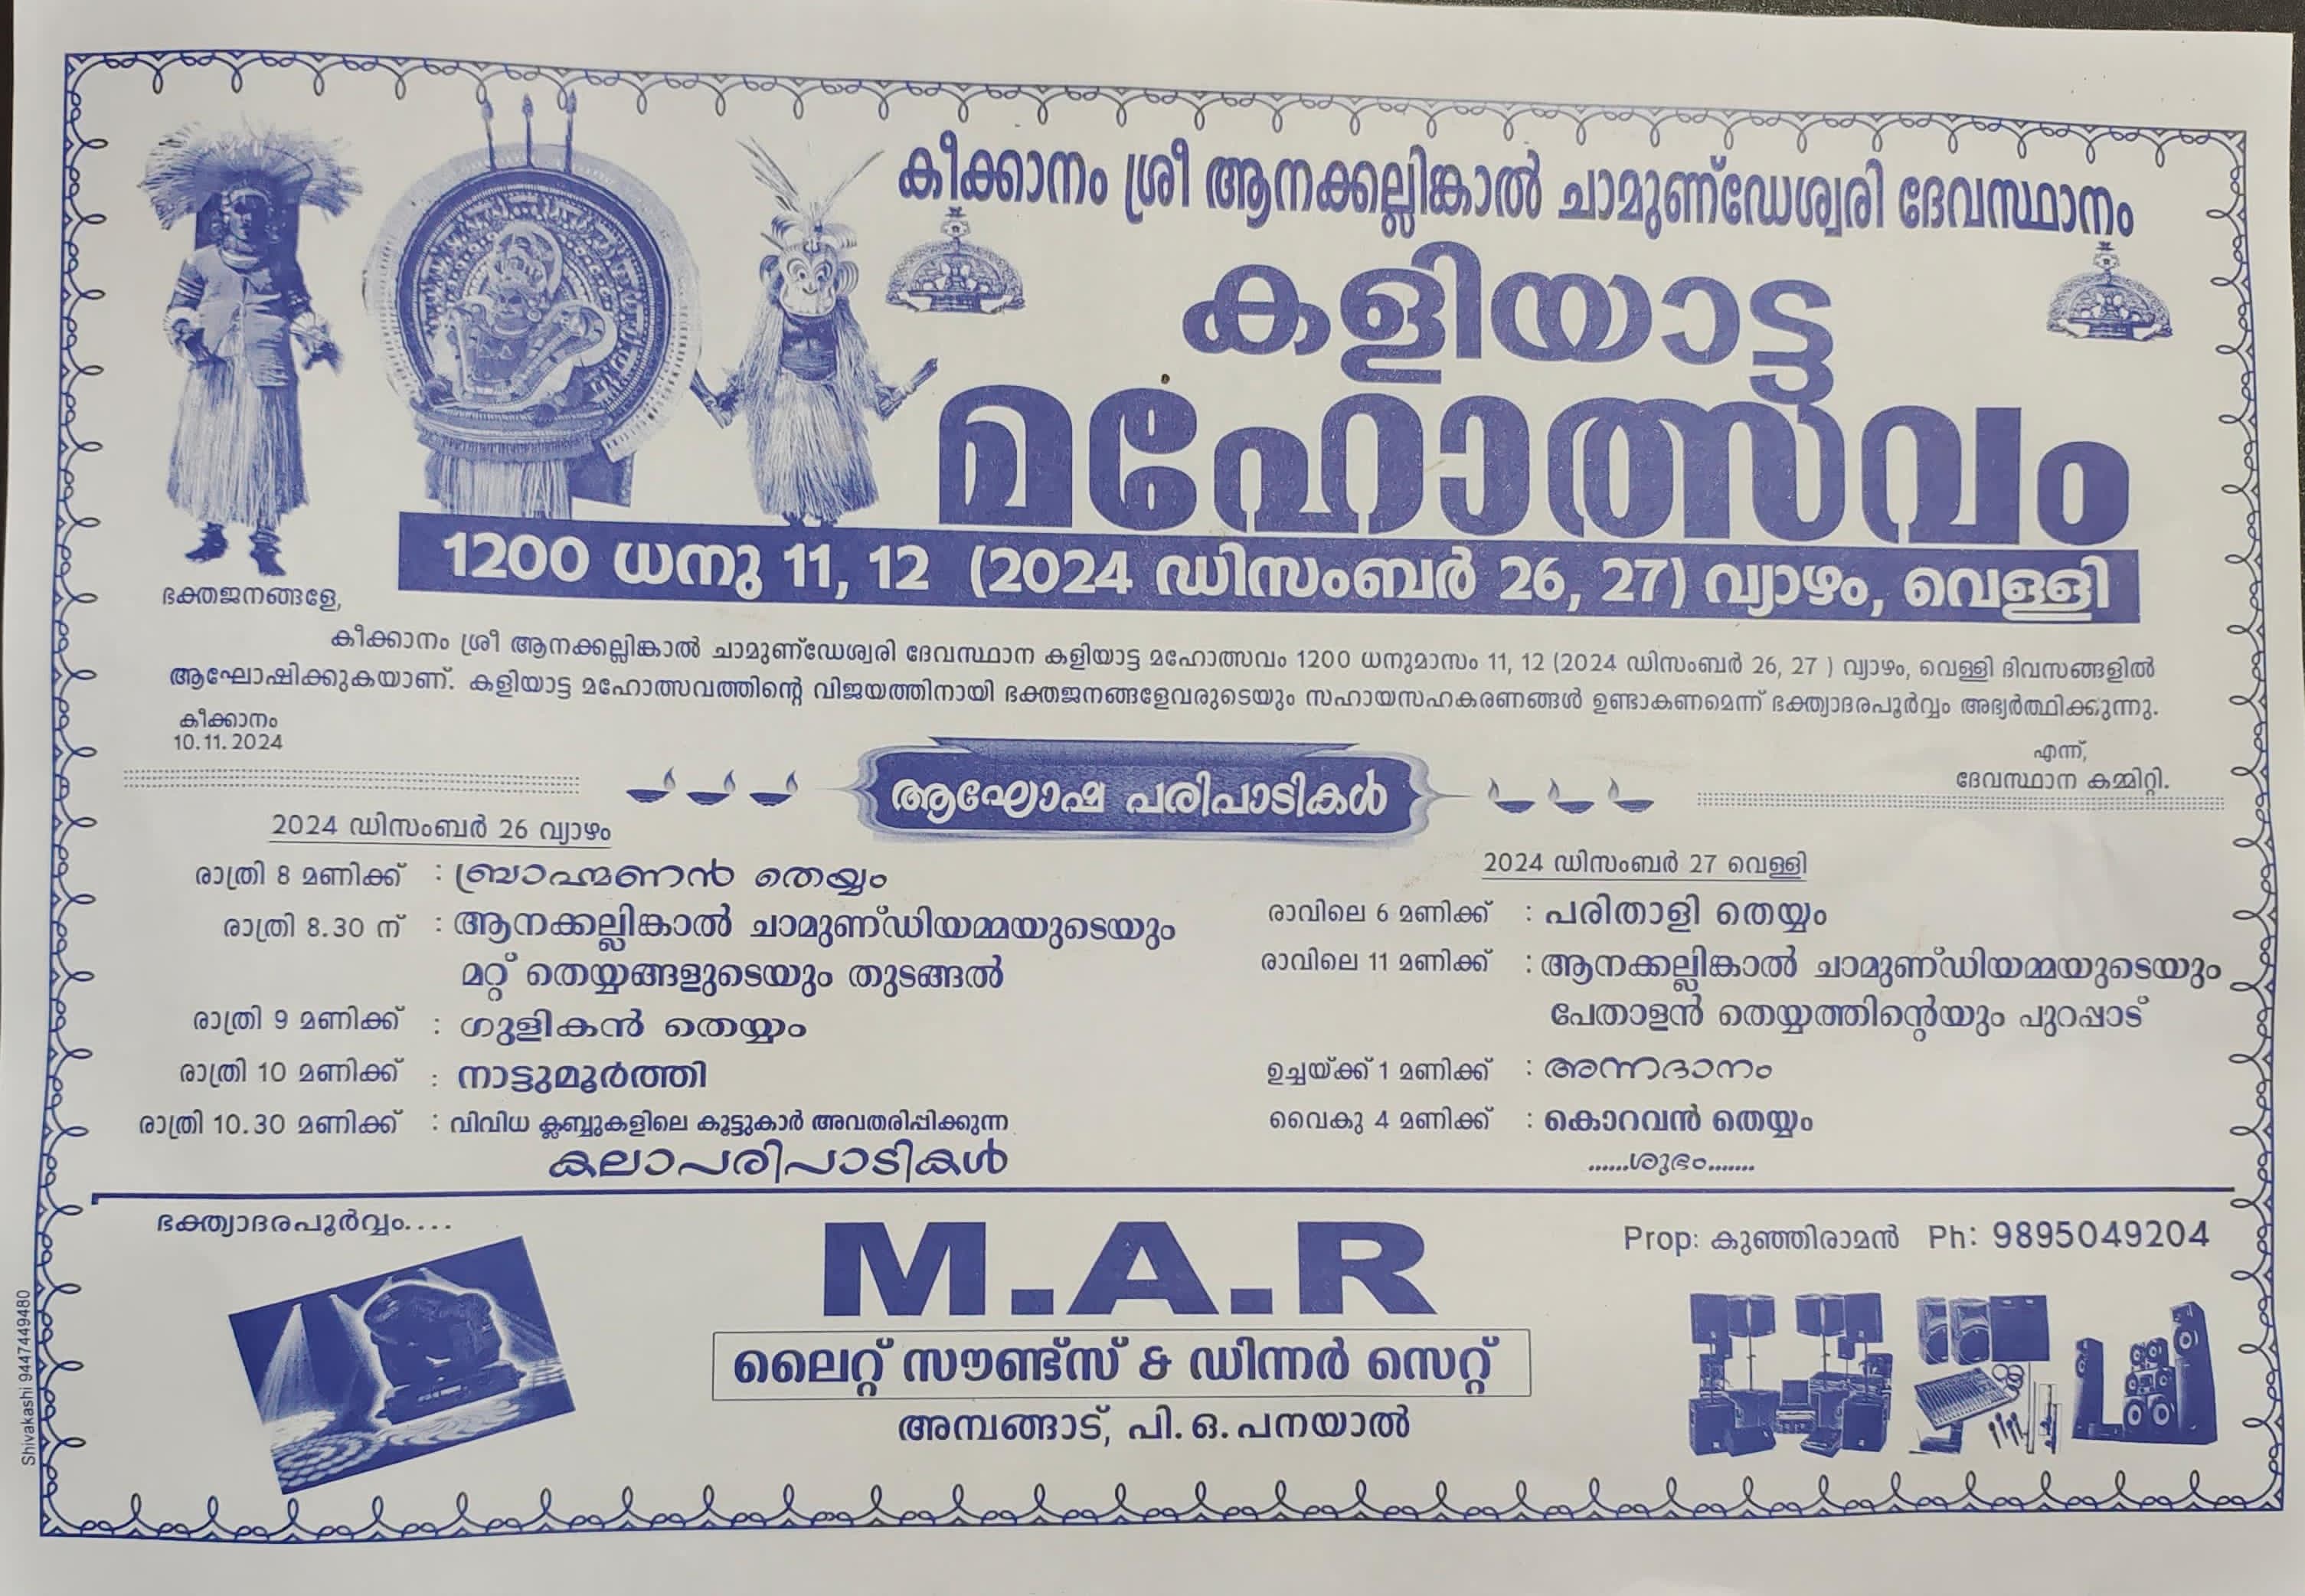 കീക്കാനം ശ്രീ ആനക്കല്ലിങ്കാൽ ചാമുണ്ഡേശ്വരി ദേവസ്ഥാനം
കളിയാട്ട
മഹോത്സവം
1200 ധനു 11, 12 (2024 ഡിസംബർ 26, 27) വ്യാഴം, വെള്ളി
ഭക്തജനങ്ങളേ,
കീക്കാനം ശ്രീ ആനക്കല്ലിങ്കാൽ ചാമുണ്ഡേശ്വരി ദേവസ്ഥാന കളിയാട്ട മഹോത്സവം 1200 ധനുമാസം 11, 12 (2024 ഡിസംബർ 26, 27 ) വ്യാഴം, വെള്ളി ദിവസങ്ങളിൽ
ആഘോഷിക്കുകയാണ്. കളിയാട്ട മഹോത്സവത്തിന്റെ വിജയത്തിനായി ഭക്തജനങ്ങളേവരുടെയും സഹായസഹകരണങ്ങൾ ഉണ്ടാകണമെന്ന് ഭക്ത്യാദരപൂർവ്വം അഭ്യർത്ഥിക്കുന്നു.
കീക്കാനം
10.11.2024
എന്ന്,
ദേവസ്ഥാന കമ്മിറ്റി.
ആഘോഷ പരിപാടികൾ
2024 ഡിസംബർ 26 വ്യാഴം
രാത്രി 8 മണിക്ക് : ബ്രാഹ്മണൻ തെയ്യം
രാത്രി 8.30 ന് : ആനക്കല്ലിങ്കാൽ ചാമുണ്ഡിയമ്മയുടെയും
മറ്റ് തെയ്യങ്ങളുടെയും തുടങ്ങൽ
രാത്രി 9 മണിക്ക് : ഗുളികൻ തെയ്യം
രാത്രി 10 മണിക്ക് : നാട്ടുമൂർത്തി
രാത്രി 10.30 മണിക്ക് : വിവിധ ക്ലബ്ബുകളിലെ കൂട്ടുകാർ അവതരിപ്പിക്കുന്ന
കലാപരിപാടികൾ
2024 ഡിസംബർ 27 വെള്ളി
രാവിലെ 6 മണിക്ക് : പരിതാളി തെയ്യം
രാവിലെ 11 മണിക്ക് : ആനക്കല്ലിങ്കാൽ ചാമുണ്ഡിയമ്മയുടെയും
പേതാളൻ തെയ്യത്തിന്റെയും പുറപ്പാട്
ഉച്ചയ്ക്ക് 1 മണിക്ക് : അന്നദാനം
വൈകു 4 മണിക്ക് : കൊറവൻ തെയ്യം
......ശുഭം.......
ഭക്ത്യാദരപൂർവ്വം....
M.A.R
Prop: കുഞ്ഞിരാമൻ Ph: 9895049204
ലൈറ്റ് സൗണ്ട്സ് & ഡിന്നർ സെറ്റ്
അമ്പങ്ങാട്, പി.ഒ.പനയാൽ
Shivakashi 9447449480